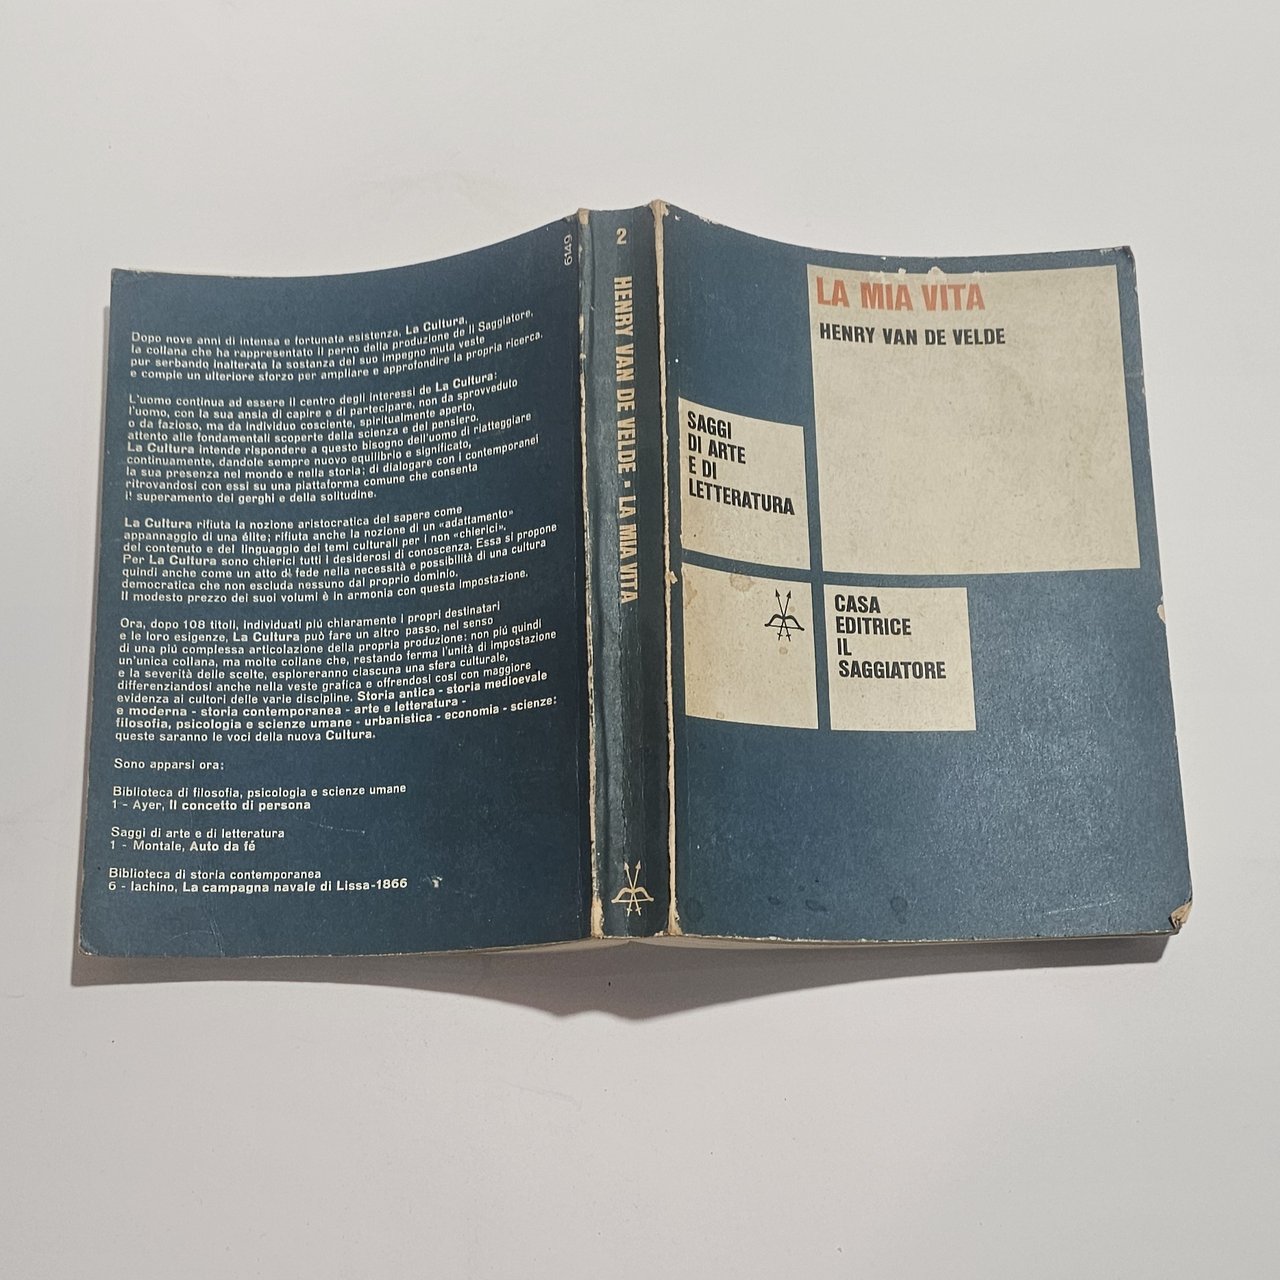 6149
Dopo nove anni di intensa e fortunata esistenza, La Cultura,
la collana che ha rappresentato il perno della produzione de Il Saggiatore,
pur serbando inalterata la sostanza del suo impegno muta veste
e compie un ulteriore sforzo per ampliare e approfondire la propria ricerca.
L'uomo continua ad essere il centro degli interessi de La Cultura:
l'uomo, con la sua ansia di capire e di partecipare, non da sprovveduto
o da fazioso, ma da individuo cosciente, spiritualmente aperto,
attento alle fondamentali scoperte della scienza e del pensiero.
La Cultura intende rispondere a questo bisogno dell'uomo di riatteggiare
continuamente, dandole sempre nuovo equilibrio e significato,
la sua presenza nel mondo e nella storia; di dialogare con i contemporanei
ritrovandosi con essi su una piattaforma comune che consenta
il superamento dei gerghi e della solitudine.
La Cultura rifiuta la nozione aristocratica del sapere come
appannaggio di una élite; rifiuta anche la nozione di un «adattamento»
del contenuto e del linguaggio dei temi culturali per i non «chierici».
Per La Cultura sono chierici tutti i desiderosi di conoscenza. Essa si propone
quindi anche come un atto di fede nella necessità e possibilità di una cultura
democratica che non escluda nessuno dal proprio dominio.
Il modesto prezzo dei suoi volumi è in armonia con questa impostazione.
Ora, dopo 108 titoli, individuati piú chiaramente i propri destinatari
e le loro esigenze, La Cultura può fare un altro passo, nel senso
di una piú complessa articolazione della propria produzione: non piú quindi
un'unica collana, ma molte collane che, restando ferma l'unità di impostazione
e la severità delle scelte, esploreranno ciascuna una sfera culturale,
differenziandosi anche nella veste grafica e offrendosi cosí con maggiore
evidenza ai cultori delle varie discipline. Storia antica - storia medioevale
e moderna - storia contemporanea - arte e letteratura -
filosofia, psicologia e scienze umane - urbanistica - economia - scienze:
queste saranno le voci della nuova Cultura.
Sono apparsi ora:
Biblioteca di filosofia, psicologia e scienze umane
1 - Ayer, Il concetto di persona
Saggi di arte e di letteratura
1 - Montale, Auto da fé
Biblioteca di storia contemporanea
6 - Iachino, La campagna navale di Lissa-1866
2
HENRY VAN DE VELDE - LA MIA VITA
LA MIA VITA
HENRY VAN DE VELDE
SAGGI
DI ARTE
E DI
LETTERATURA
CASA
EDITRICE
IL
SAGGIATORE